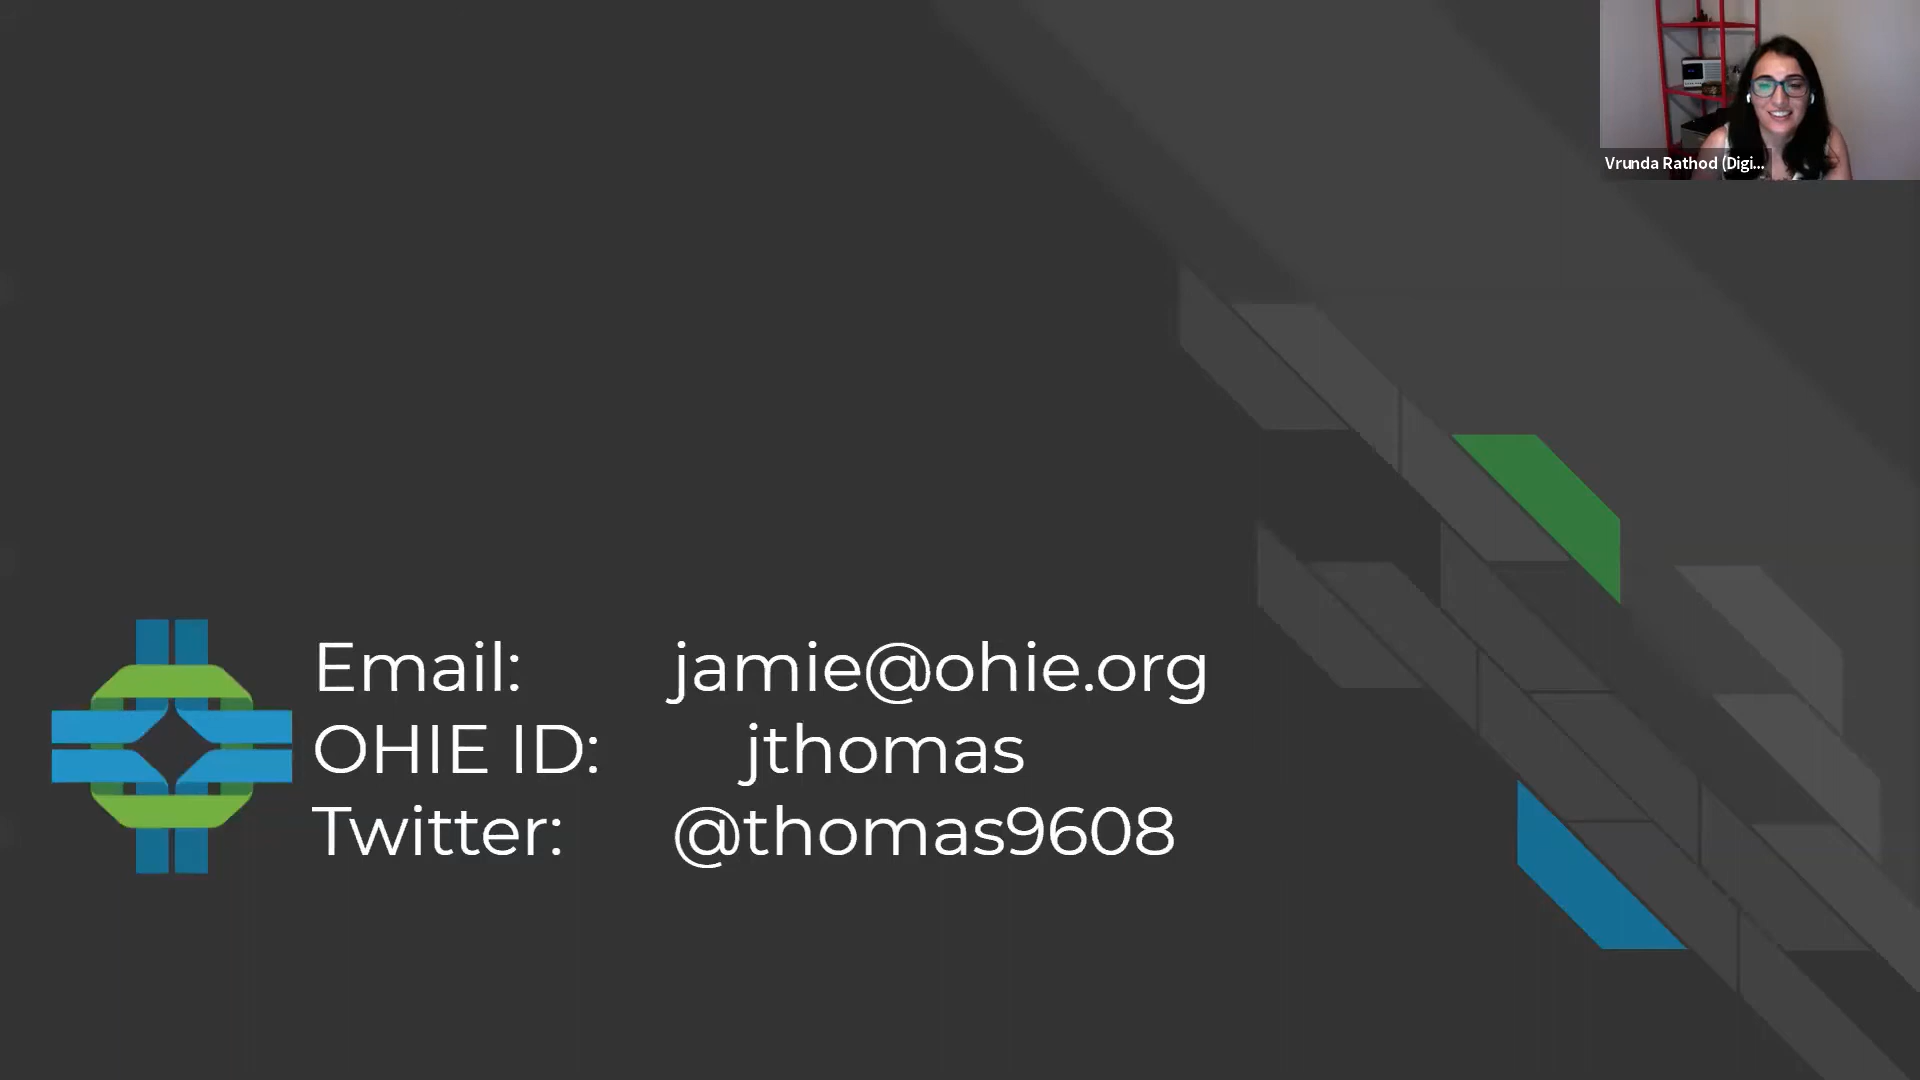 Vrunda Rathod (Digi...
Email: jamie@ohie.org
OHIE ID: jthomas
Twitter: @thomas9608